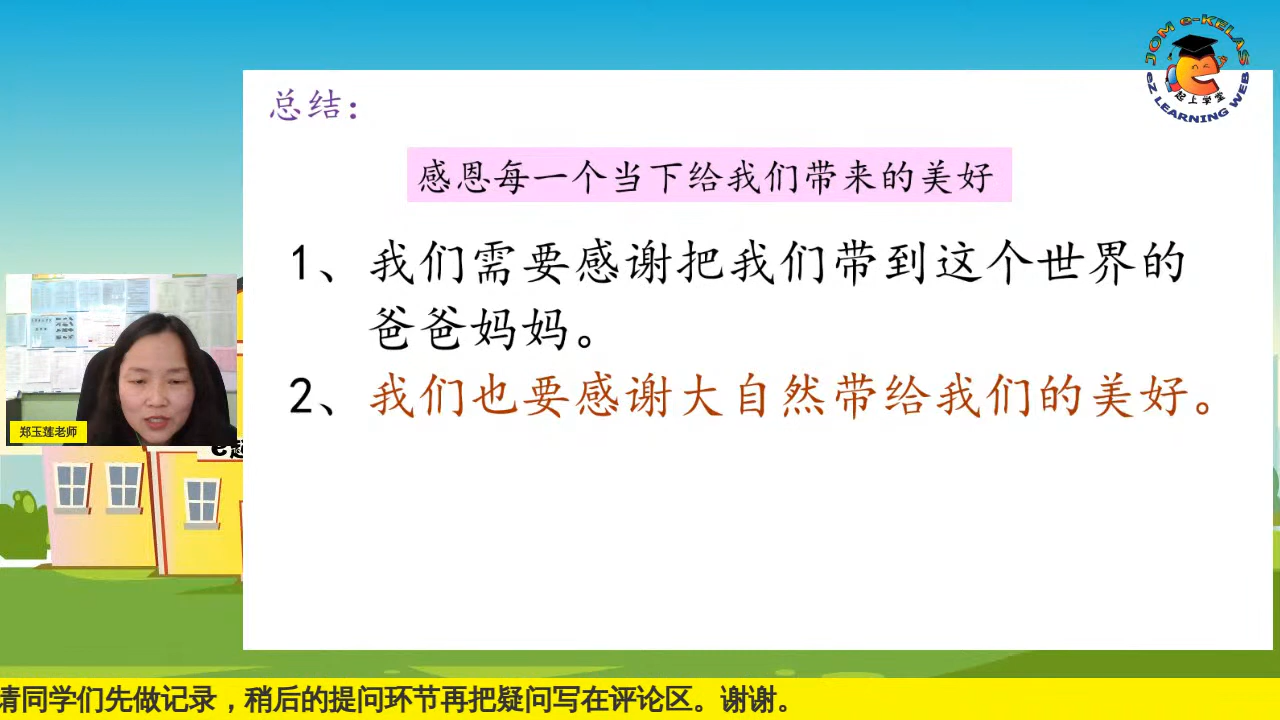 JOM e-KELAS
起上学堂
eZ LEARNING WEB
总结：
感恩每一个当下给我们带来的美好
1、我们需要感谢把我们带到这个世界的
爸爸妈妈。
2、我们也要感谢大自然带给我们的美好。
郑玉莲老师
请同学们先做记录，稍后的提问环节再把疑问写在评论区。谢谢。